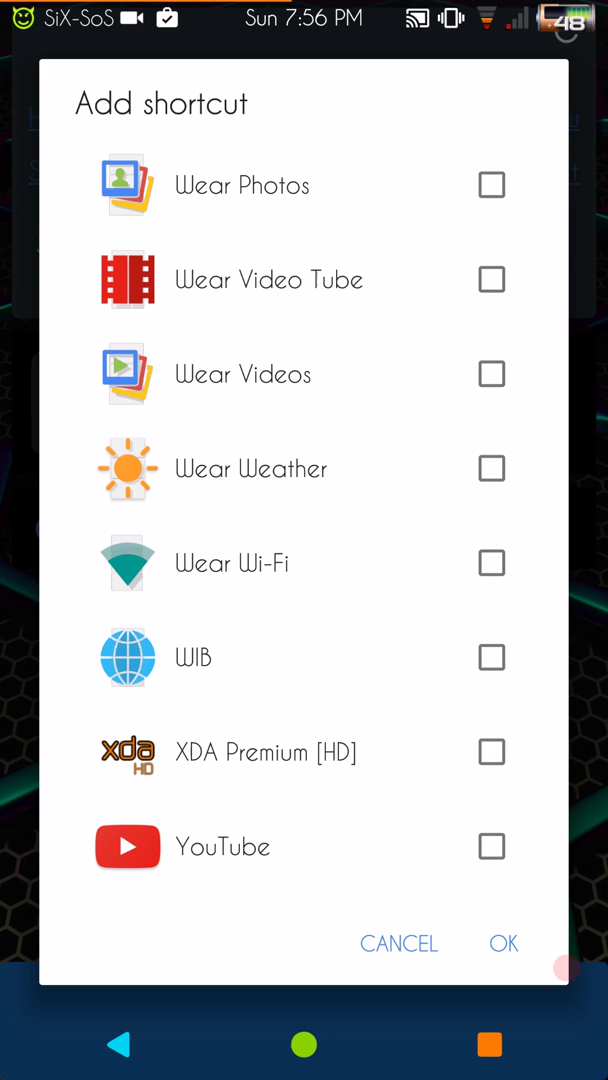 SiX-SoS Sun 7:56 PM 48
Add shortcut
Wear Photos
Wear Video Tube
Wear Videos
Wear Weather
Wear Wi-Fi
WIB
xda HD XDA Premium [HD]
YouTube
CANCEL OK